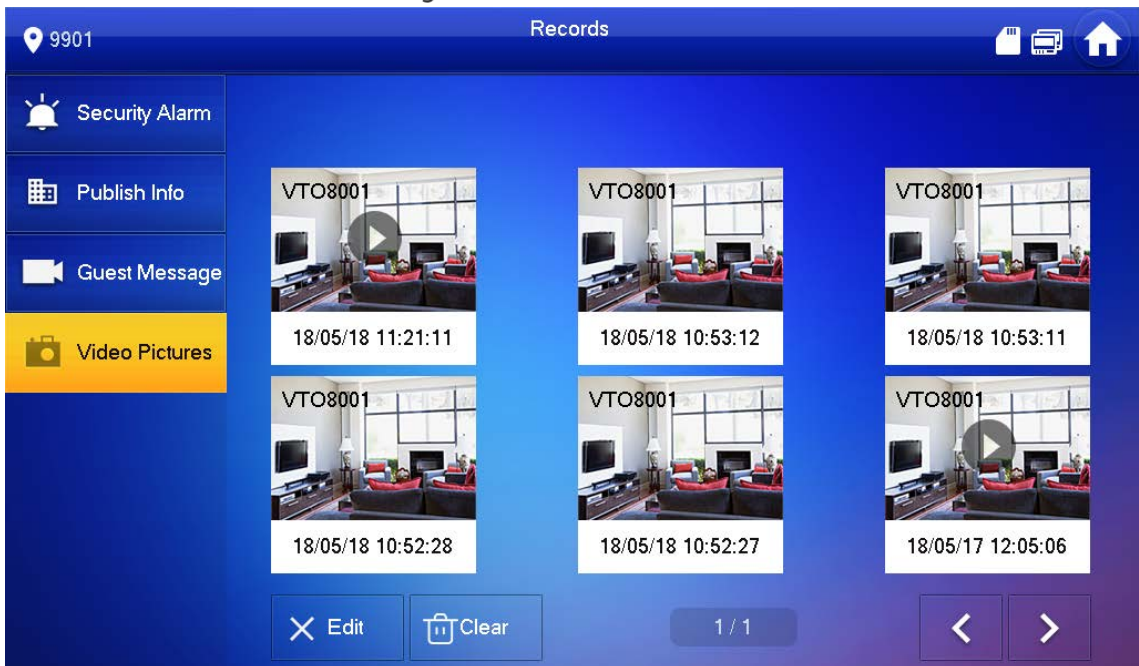 Records
9901
Security Alarm
Publish Info
Guest Message
Video Pictures
VTO8001
VTO8001
VTO8001
18/05/18 11:21:11
18/05/18 10:53:12
18/05/18 10:53:11
VTO8001
VTO8001
VTO8001
18/05/18 10:52:28
18/05/18 10:52:27
18/05/17 12:05:06
Edit
Clear
1/1